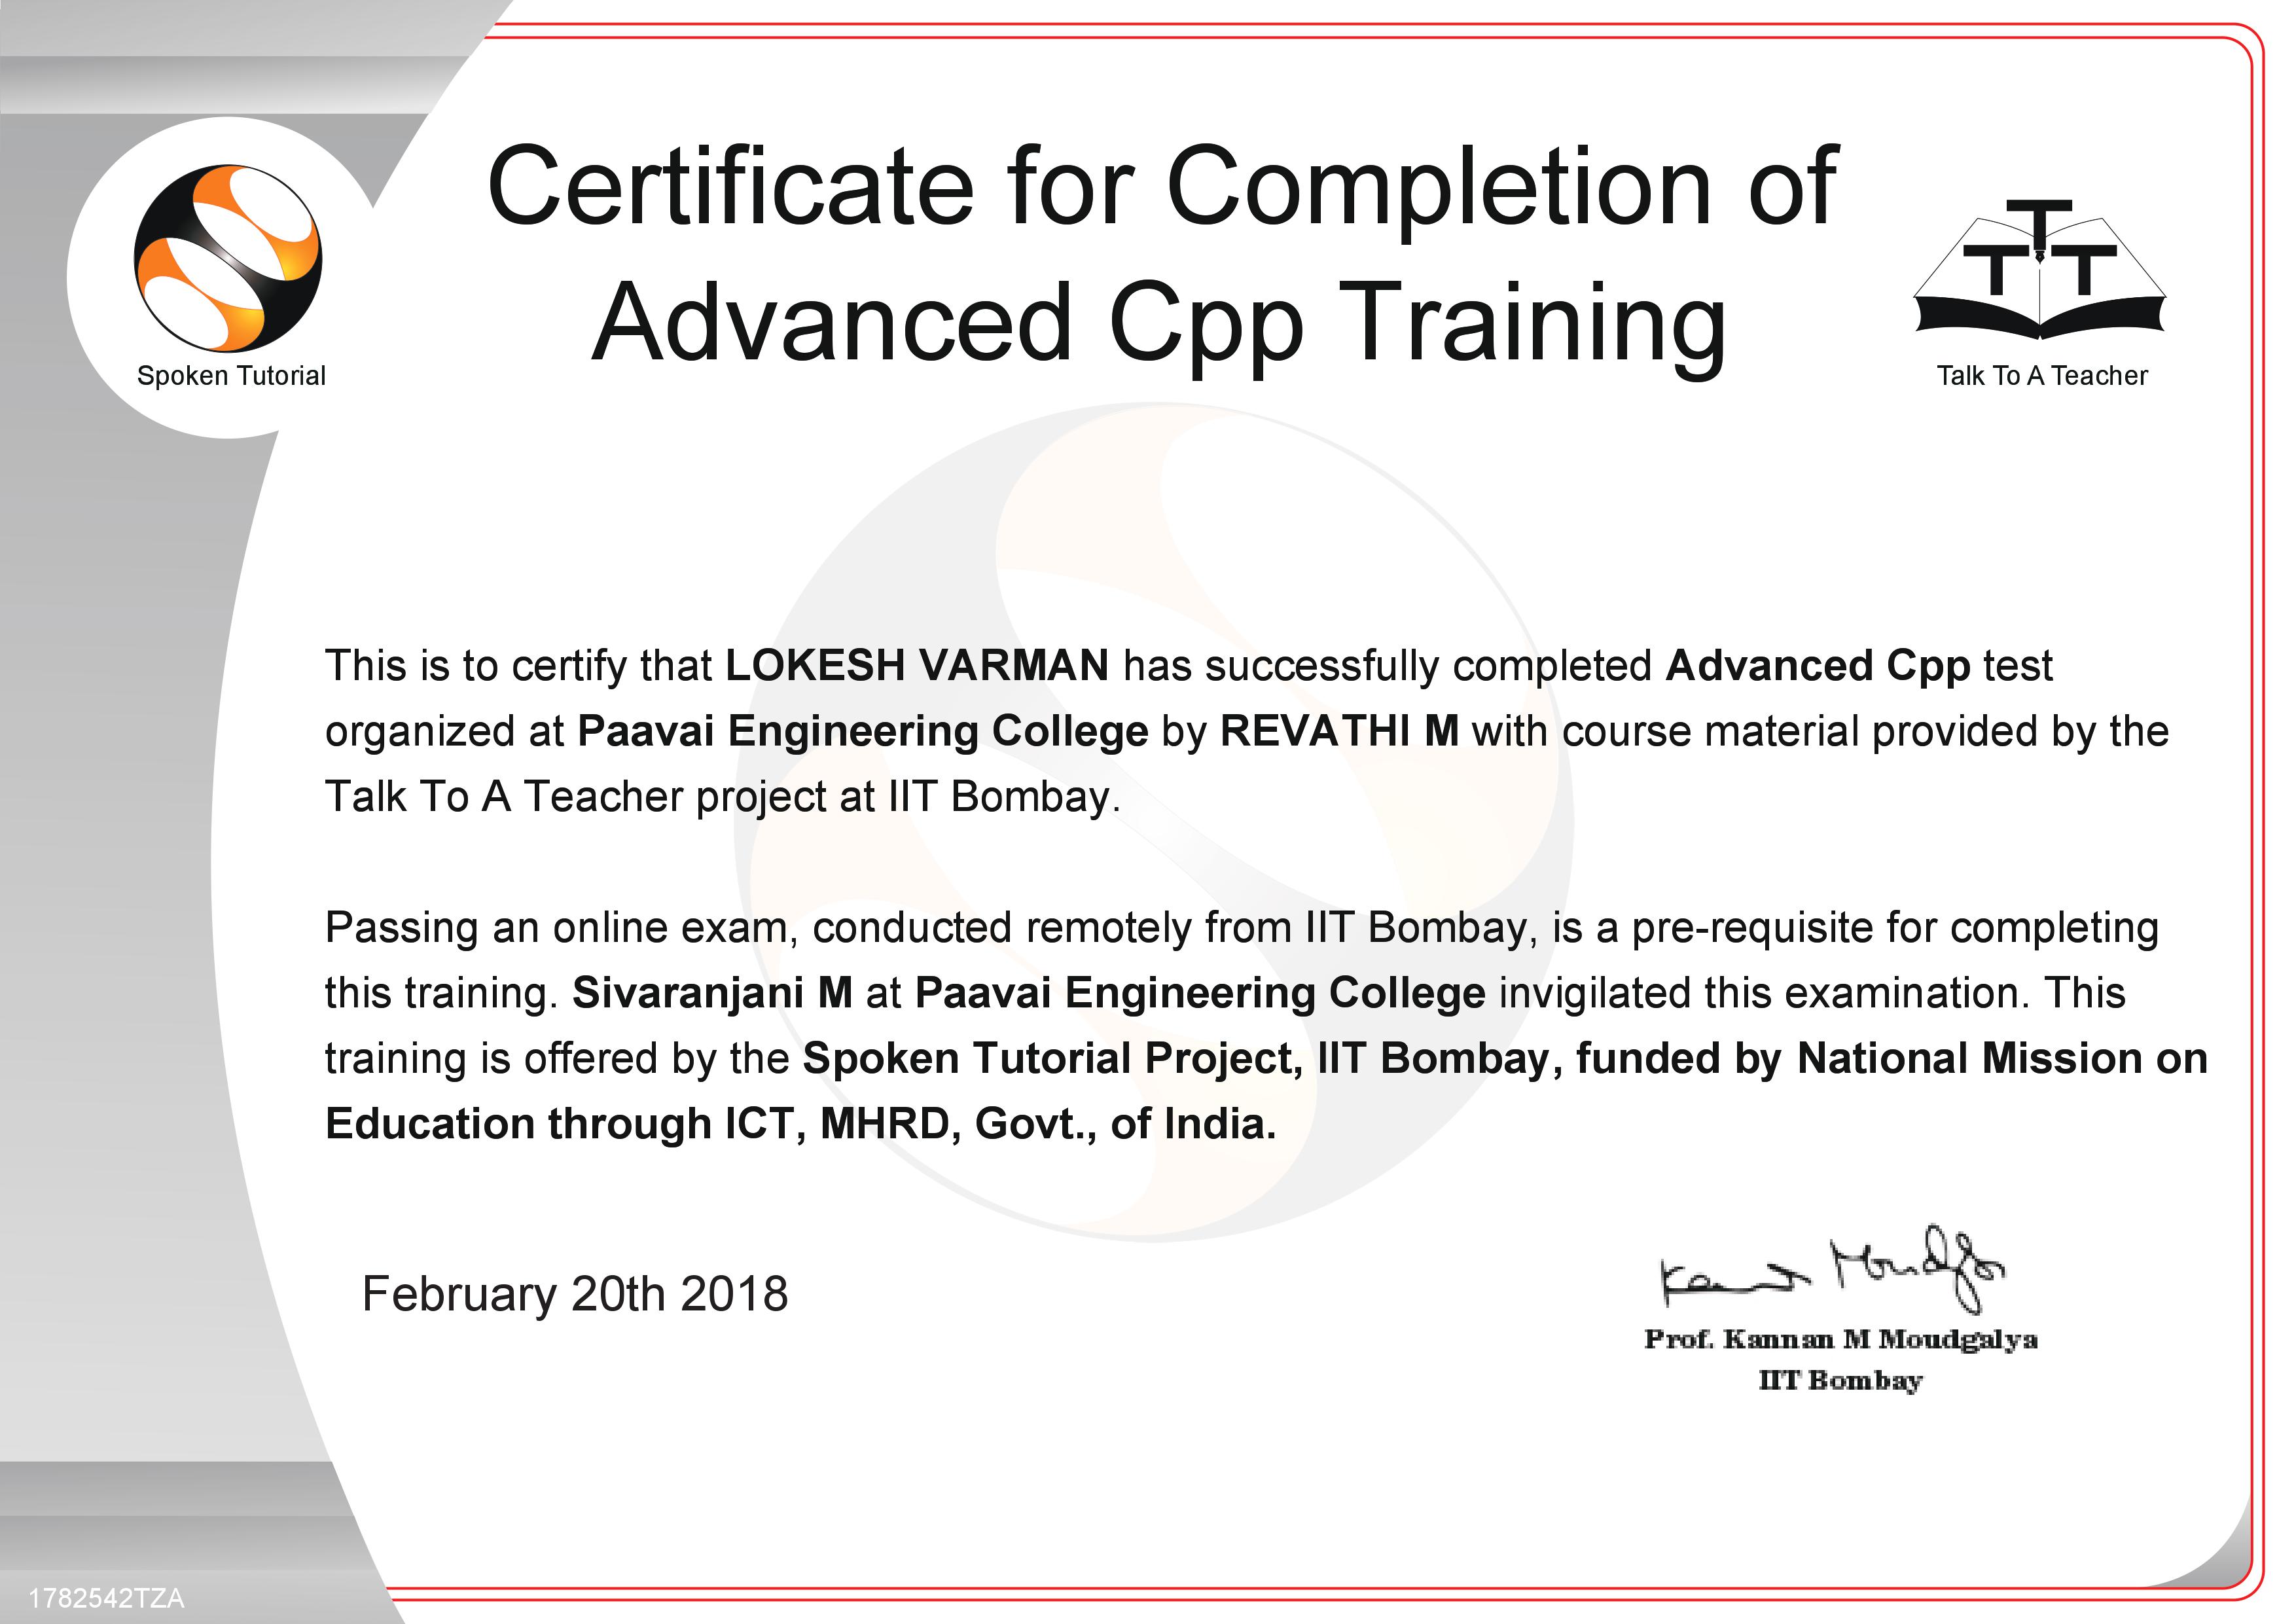 Certificate for Completion of
Advanced Cpp Training
Spoken Tutorial
Talk To A Teacher
This is to certify that LOKESH VARMAN has successfully completed Advanced Cpp test
organized at Paavai Engineering College by REVATHI M with course material provided by the
Talk To A Teacher project at IIT Bombay.
Passing an online exam, conducted remotely from IIT Bombay, is a pre-requisite for completing
this training. Sivaranjani M at Paavai Engineering College invigilated this examination. This
training is offered by the Spoken Tutorial Project, IIT Bombay, funded by National Mission on
Education through ICT, MHRD, Govt., of India.
February 20th 2018
Kannan Moudgalya
Prof. Kannan M Moudgalya
IIT Bombay
1782542TZA